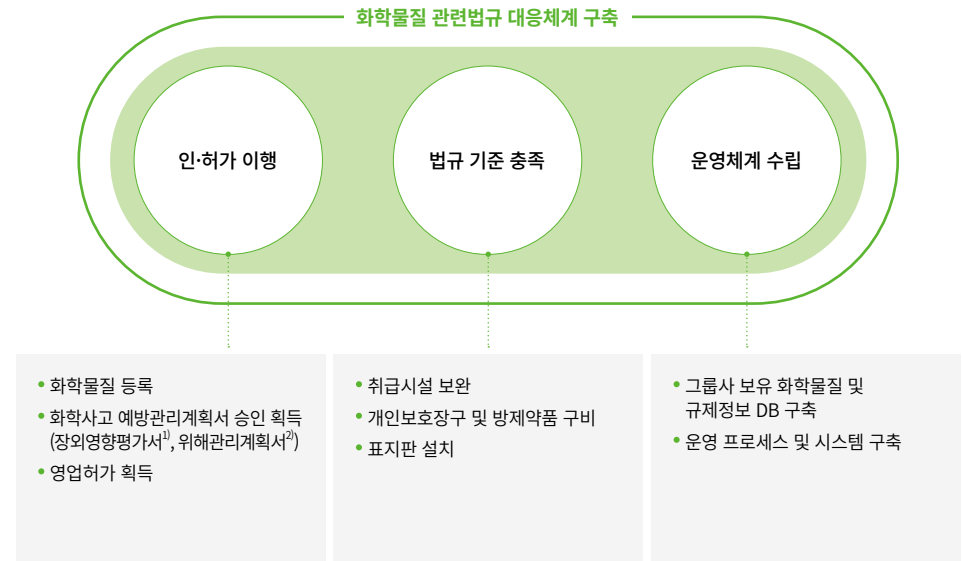 화학물질 관련법규 대응체계 구축
인·허가 이행
법규 기준 충족
운영체계 수립
• 화학물질 등록
• 화학사고 예방관리계획서 승인 획득
(장외영향평가서1), 위해관리계획서2))
• 영업허가 획득
• 취급시설 보완
• 개인보호장구 및 방제약품 구비
• 표지판 설치
• 그룹사 보유 화학물질 및
규제정보 DB 구축
• 운영 프로세스 및 시스템 구축